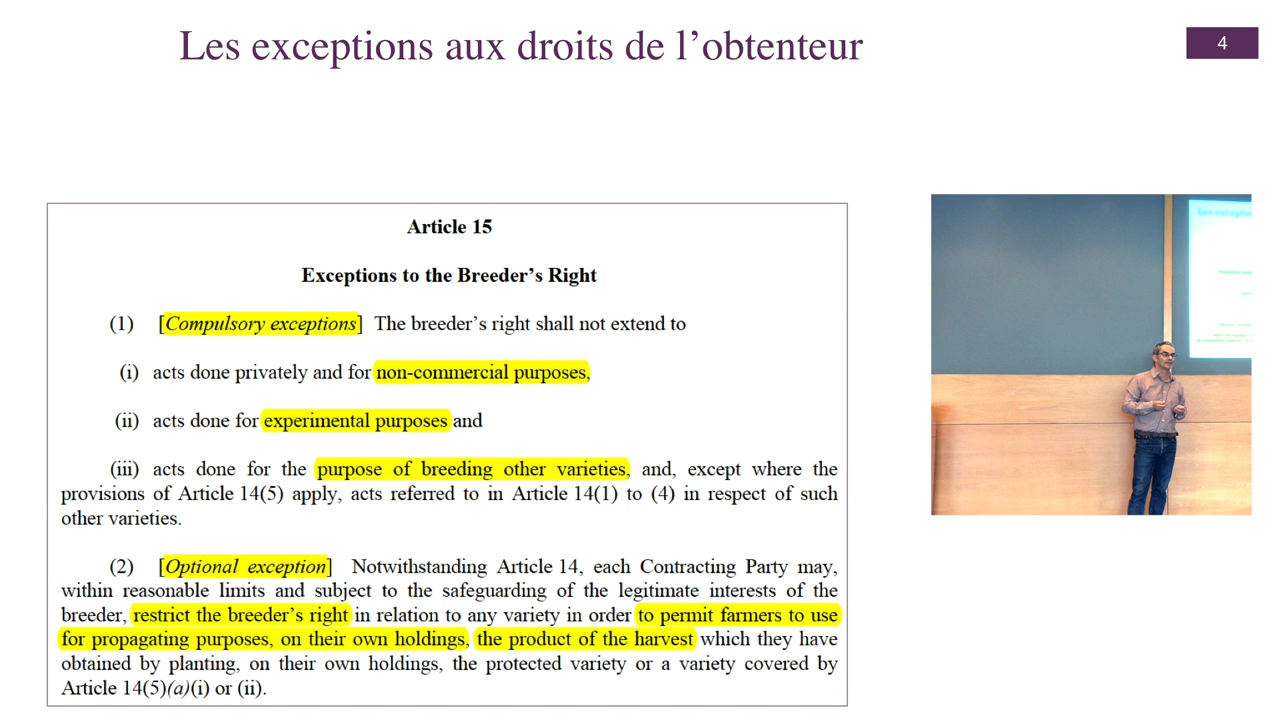 Les exceptions aux droits de l’obtenteur
4
Article 15
Exceptions to the Breeder’s Right
(1) [Compulsory exceptions] The breeder’s right shall not extend to
(i) acts done privately and for non-commercial purposes,
(ii) acts done for experimental purposes and
(iii) acts done for the purpose of breeding other varieties, and, except where the
provisions of Article 14(5) apply, acts referred to in Article 14(1) to (4) in respect of such
other varieties.
(2) [Optional exception] Notwithstanding Article 14, each Contracting Party may,
within reasonable limits and subject to the safeguarding of the legitimate interests of the
breeder, restrict the breeder’s right in relation to any variety in order to permit farmers to use
for propagating purposes, on their own holdings, the product of the harvest which they have
obtained by planting, on their own holdings, the protected variety or a variety covered by
Article 14(5)(a)(i) or (ii).
Les